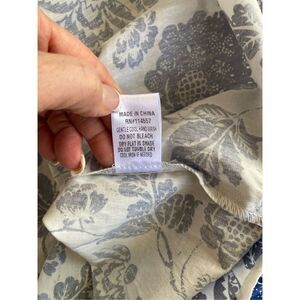 MADE IN CHINA
RN#114557
GENTLE COOL HAND WASH
DO NOT BLEACH
DRY FLAT IN SHADE
DO NOT TUMBLE DRY
COOL IRON IF NEEDED